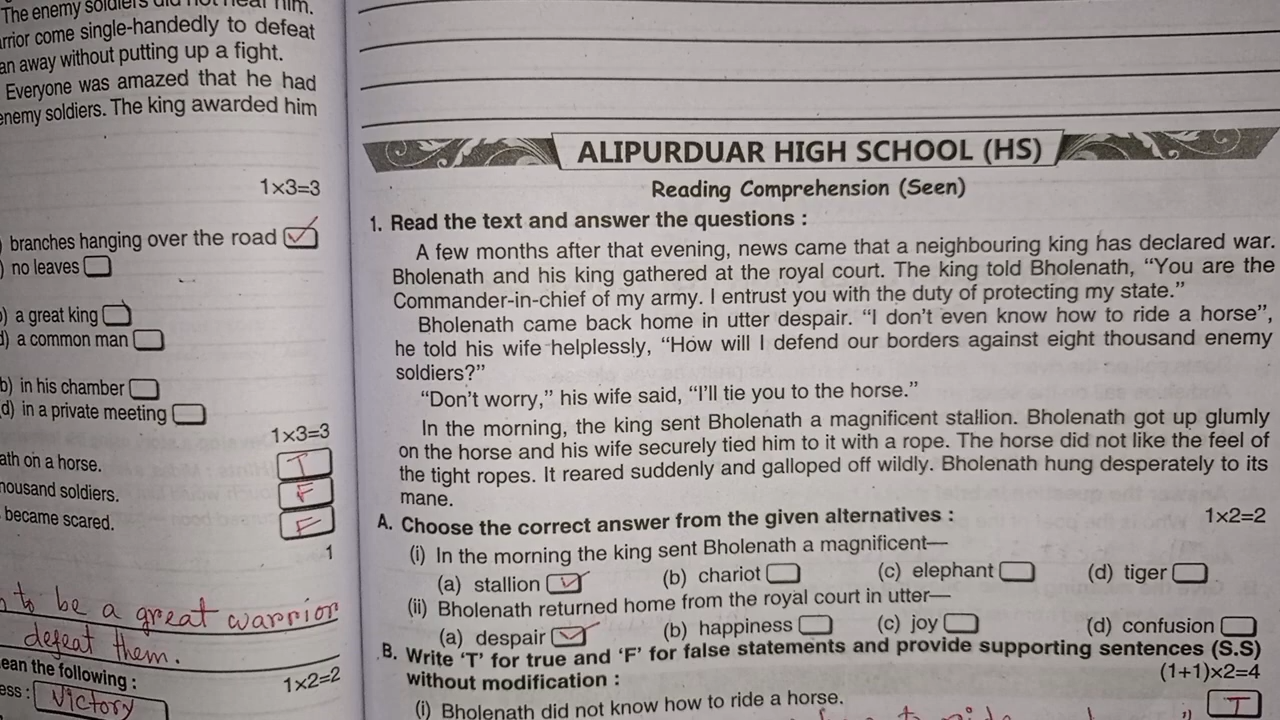 The enemy soldiers did not hear him.
come single-handedly to defeat
away without putting up a fight.
Everyone was amazed that he had
enemy soldiers. The king awarded him
1×3=3
branches hanging over the road
no leaves
a great king
a common man
b) in his chamber
(d) in a private meeting
1×3=3
on a horse. T
soldiers. F
became scared. F
1
to be a great warrior
defeat them.
the following :
1×2=2
Victory
ALIPURDUAR HIGH SCHOOL (HS)
Reading Comprehension (Seen)
1. Read the text and answer the questions :
A few months after that evening, news came that a neighbouring king has declared war.
Bholenath and his king gathered at the royal court. The king told Bholenath, “You are the
Commander-in-chief of my army. I entrust you with the duty of protecting my state.”
Bholenath came back home in utter despair. “I don’t even know how to ride a horse”,
he told his wife helplessly, “How will I defend our borders against eight thousand enemy
soldiers?”
“Don’t worry,” his wife said, “I’ll tie you to the horse.”
In the morning, the king sent Bholenath a magnificent stallion. Bholenath got up glumly
on the horse and his wife securely tied him to it with a rope. The horse did not like the feel of
the tight ropes. It reared suddenly and galloped off wildly. Bholenath hung desperately to its
mane.
A. Choose the correct answer from the given alternatives : 1×2=2
(i) In the morning the king sent Bholenath a magnificent—
(a) stallion (b) chariot (c) elephant (d) tiger
(ii) Bholenath returned home from the royal court in utter—
(a) despair (b) happiness (c) joy (d) confusion
B. Write ‘T’ for true and ‘F’ for false statements and provide supporting sentences (S.S)
without modification : (1+1)×2=4
(i) Bholenath did not know how to ride a horse. T